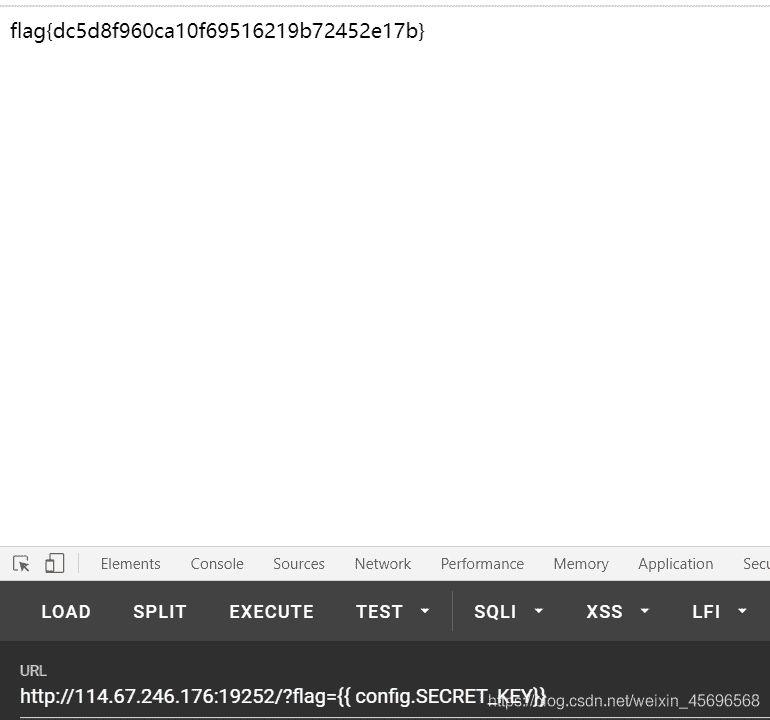 flag{dc5d8f960ca10f69516219b72452e17b}
Elements Console Sources Network Performance Memory Application Secu
LOAD SPLIT EXECUTE TEST SQLI XSS LFI
URL
http://114.67.246.176:19252/?flag={{ config.SECRET_KEY}}
https://blog.csdn.net/weixin_45696568